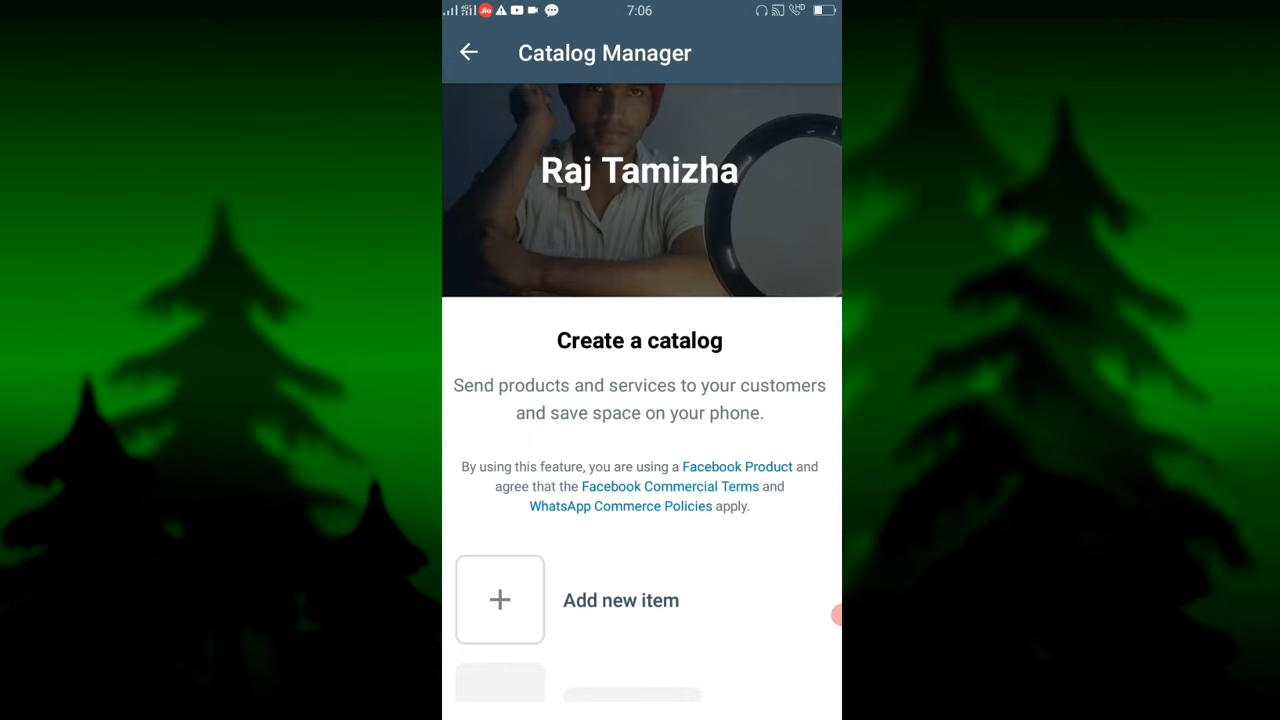 Jio 7:06 HD
Catalog Manager
Raj Tamizha
Create a catalog
Send products and services to your customers
and save space on your phone.
By using this feature, you are using a Facebook Product and
agree that the Facebook Commercial Terms and
WhatsApp Commerce Policies apply.
Add new item